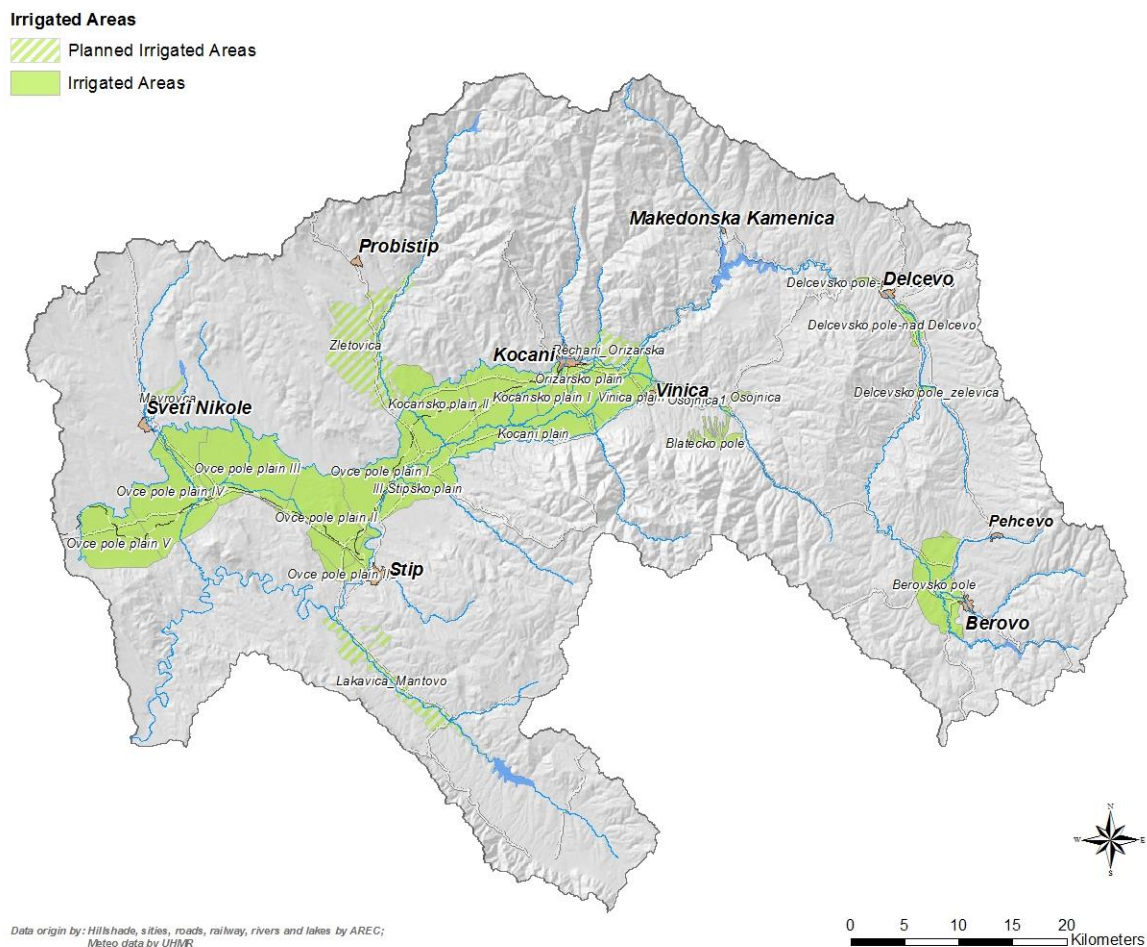 Irrigated Areas
Planned Irrigated Areas
Irrigated Areas
Makedonska Kamenica
Probistip
Delcevsko pole-
Delcevo
Delcevsko pole-nad Delcevo
Zletovica
Kocani
Rechani_Orizarska
Orizarsko plain
Vinica
Mavrovca
Sveti Nikole
Kocansko plain II
Kocansko plain I
Vinica plain
Osojnica1
Osojnica
Delcevsko pole_zelevica
Kocani plain
Blatecko pole
Ovce pole plain III
Ovce pole plain I
Ovce pole plain IV
III Stipsko plain
Ovce pole plain II
Pehcevo
Ovce pole plain V
Ovce pole plain II
Stip
Berovsko pole
Berovo
Lakavica_Mantovo
N
W
E
S
Data origin by: Hillshade, sities, roads, railway, rivers and lakes by AREC;
Meteo data by UHMR
0 5 10 15 20
Kilometers